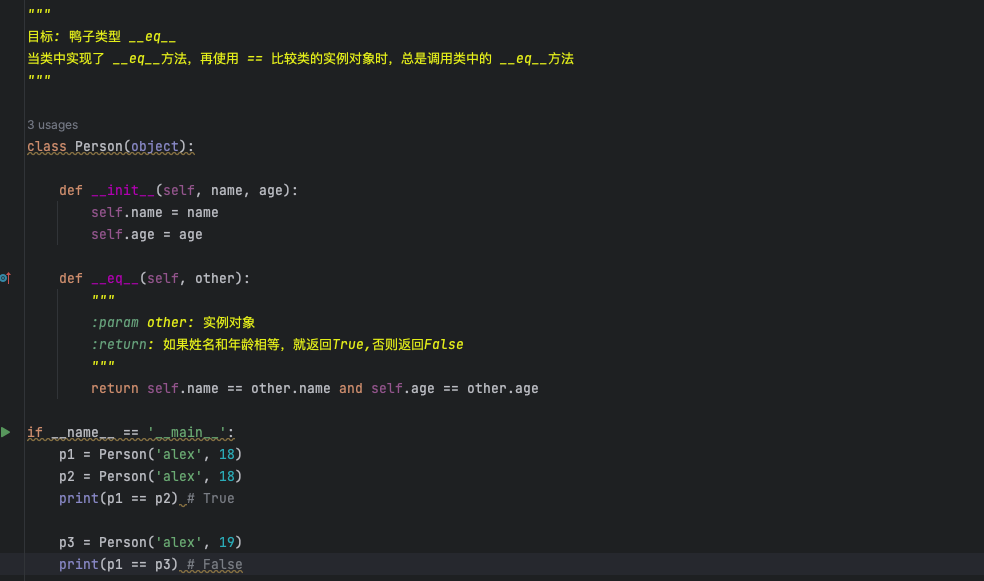 """
目标: 鸭子类型 __eq__
当类中实现了 __eq__方法，再使用 == 比较类的实例对象时，总是调用类中的 __eq__方法
"""
3 usages
class Person(object):
def __init__(self, name, age):
self.name = name
self.age = age
def __eq__(self, other):
"""
:param other: 实例对象
:return: 如果姓名和年龄相等，就返回True,否则返回False
"""
return self.name == other.name and self.age == other.age
if __name__ == '__main__':
p1 = Person('alex', 18)
p2 = Person('alex', 18)
print(p1 == p2) # True
p3 = Person('alex', 19)
print(p1 == p3) # False